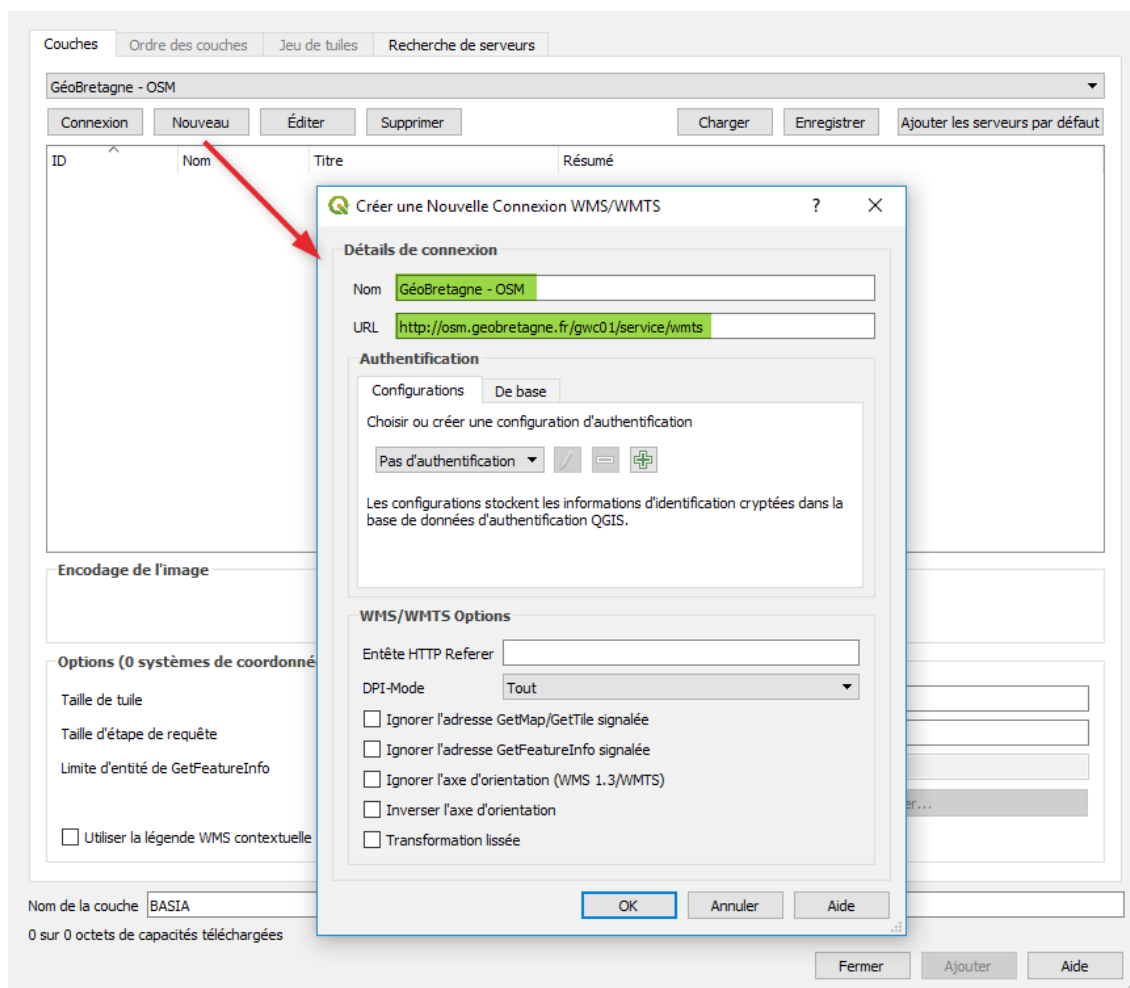 Couches Ordre des couches Jeu de tuiles Recherche de serveurs
GéoBretagne - OSM
Connexion Nouveau Éditer Supprimer Charger Enregistrer Ajouter les serveurs par défaut
ID Nom Titre Résumé
Créer une Nouvelle Connexion WMS/WMTS ?
Détails de connexion
Nom GéoBretagne - OSM
URL http://osm.geobretagne.fr/gwc01/service/wmts
Authentification
Configurations De base
Choisir ou créer une configuration d'authentification
Pas d'authentification
Les configurations stockent les informations d'identification cryptées dans la
base de données d'authentification QGIS.
Encodage de l'image
WMS/WMTS Options
Entête HTTP Referer
Options (0 systèmes de coordonné
DPI-Mode Tout
Taille de tuile
Ignorer l'adresse GetMap/GetTile signalée
Taille d'étape de requête
Ignorer l'adresse GetFeatureInfo signalée
Limite d'entité de GetFeatureInfo
Ignorer l'axe d'orientation (WMS 1.3/WMTS)
er...
Inverser l'axe d'orientation
Utiliser la légende WMS contextuelle
Transformation lissée
OK Annuler Aide
Nom de la couche BASIA
0 sur 0 octets de capacités téléchargées
Fermer Ajouter Aide